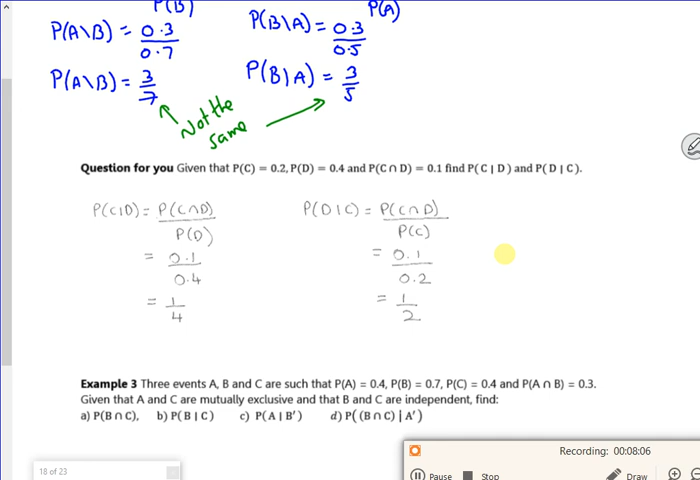 P(B)
P(A)
P(A\B) = 0.3 / 0.7
P(B\A) = 0.3 / 0.5
P(A\B) = 3 / 7
P(B|A) = 3 / 5
Not the
same
Question for you Given that P(C) = 0.2, P(D) = 0.4 and P(C ∩ D) = 0.1 find P( C | D) and P( D | C).
P(C|D) = P(C∩D) / P(D)
= 0.1 / 0.4
= 1 / 4
P(D|C) = P(C∩D) / P(C)
= 0.1 / 0.2
= 1 / 2
Example 3 Three events A, B and C are such that P(A) = 0.4, P(B) = 0.7, P(C) = 0.4 and P(A ∩ B) = 0.3.
Given that A and C are mutually exclusive and that B and C are independent, find:
a) P(B ∩ C), b) P(B | C) c) P(A | B′) d) P( (B ∩ C) | A′)
Recording: 00:08:06
18 of 23
Pause Stop Draw